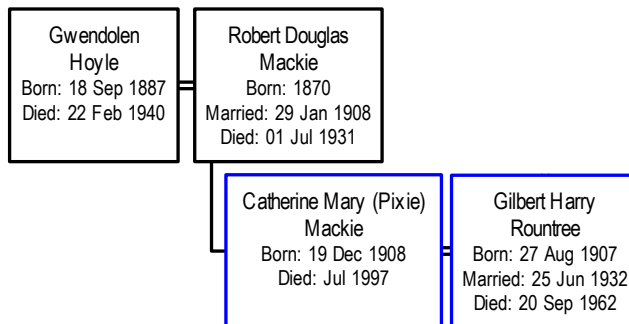 Gwendolen
Hoyle
Born: 18 Sep 1887
Died: 22 Feb 1940
Robert Douglas
Mackie
Born: 1870
Married: 29 Jan 1908
Died: 01 Jul 1931
Catherine Mary (Pixie)
Mackie
Born: 19 Dec 1908
Died: Jul 1997
Gilbert Harry
Rountree
Born: 27 Aug 1907
Married: 25 Jun 1932
Died: 20 Sep 1962